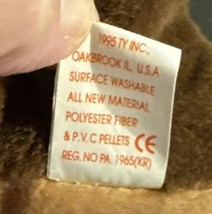 1995 TY INC.,
OAKBROOK IL, U.S.A
SURFACE WASHABLE
ALL NEW MATERIAL
POLYESTER FIBER
& P.V.C PELLETS CE
REG. NO PA. 1965(KR)